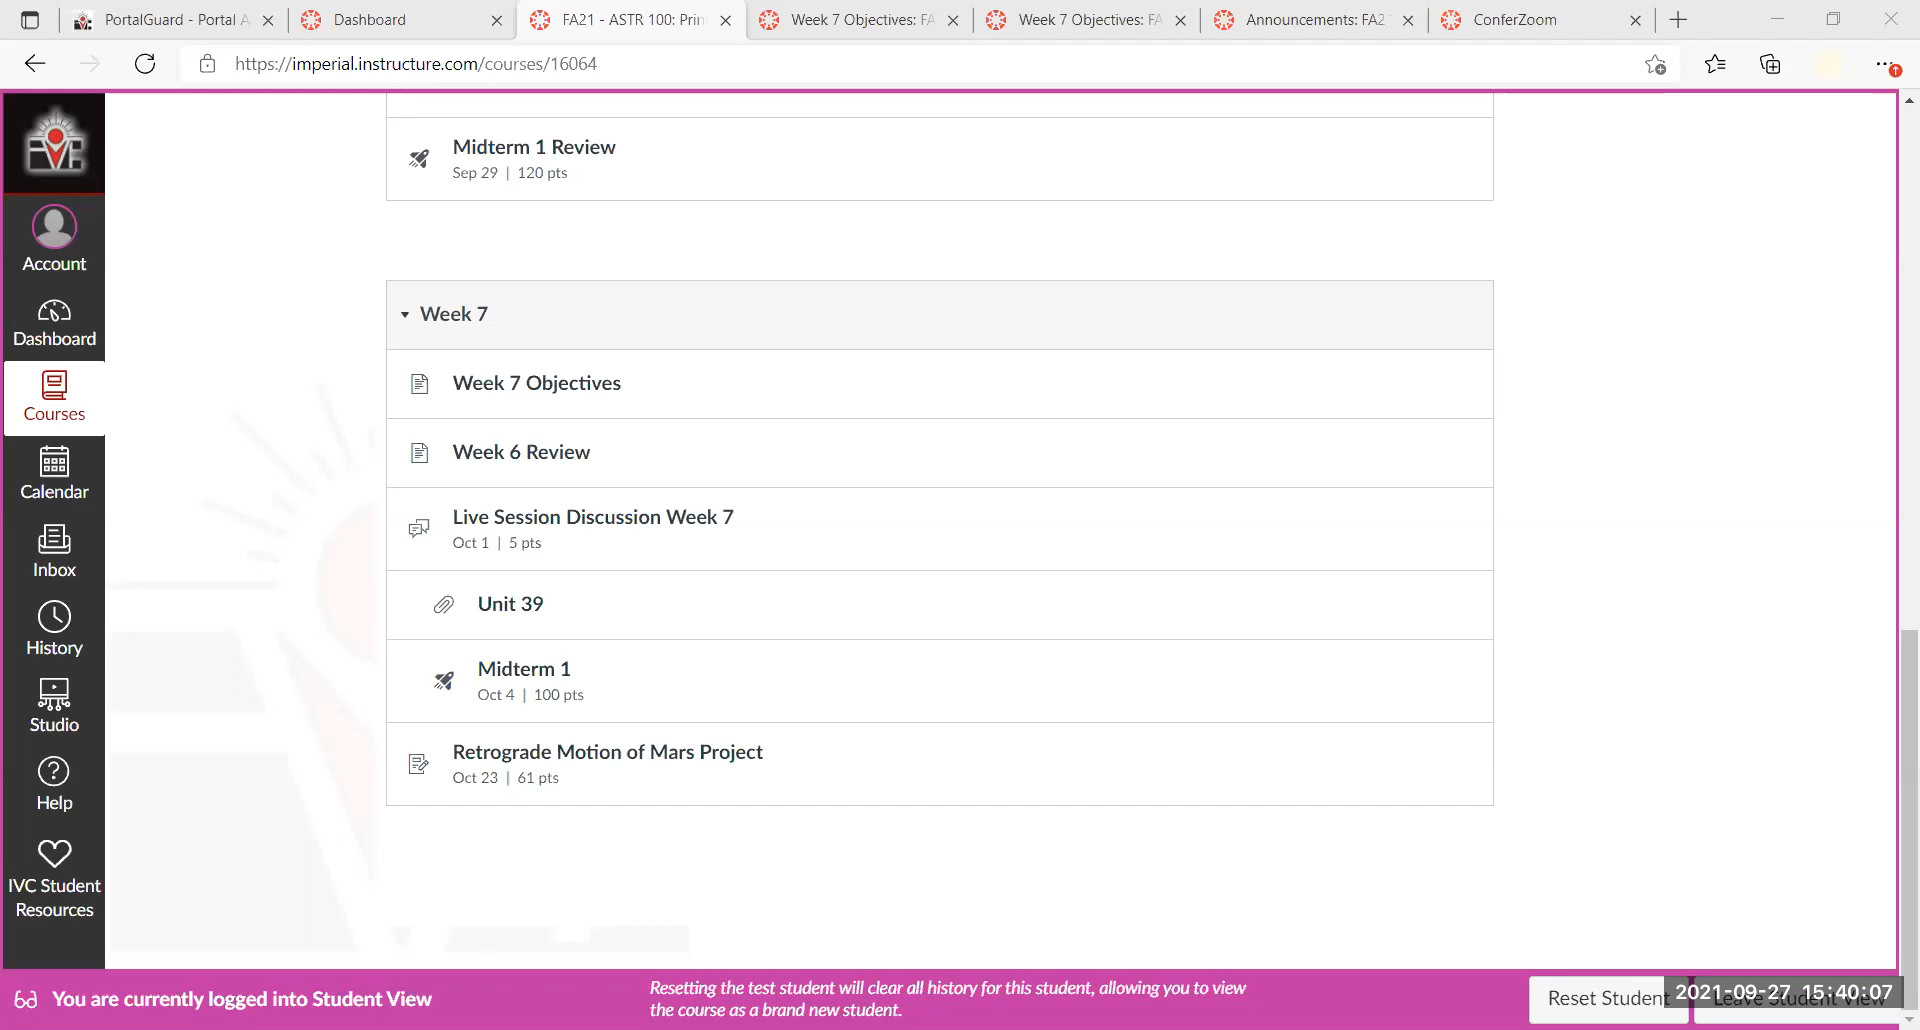 PortalGuard - Portal A
Dashboard
FA21 - ASTR 100: Prin
Week 7 Objectives: FA
Week 7 Objectives: FA
Announcements: FA2
ConferZoom
https://imperial.instructure.com/courses/16064
Midterm 1 Review
Sep 29 | 120 pts
Account
Dashboard
Courses
Calendar
Inbox
History
Studio
Help
IVC Student
Resources
Week 7
Week 7 Objectives
Week 6 Review
Live Session Discussion Week 7
Oct 1 | 5 pts
Unit 39
Midterm 1
Oct 4 | 100 pts
Retrograde Motion of Mars Project
Oct 23 | 61 pts
You are currently logged into Student View
Resetting the test student will clear all history for this student, allowing you to view
the course as a brand new student.
Reset Student
Leave Student View
2021-09-27 15:40:07